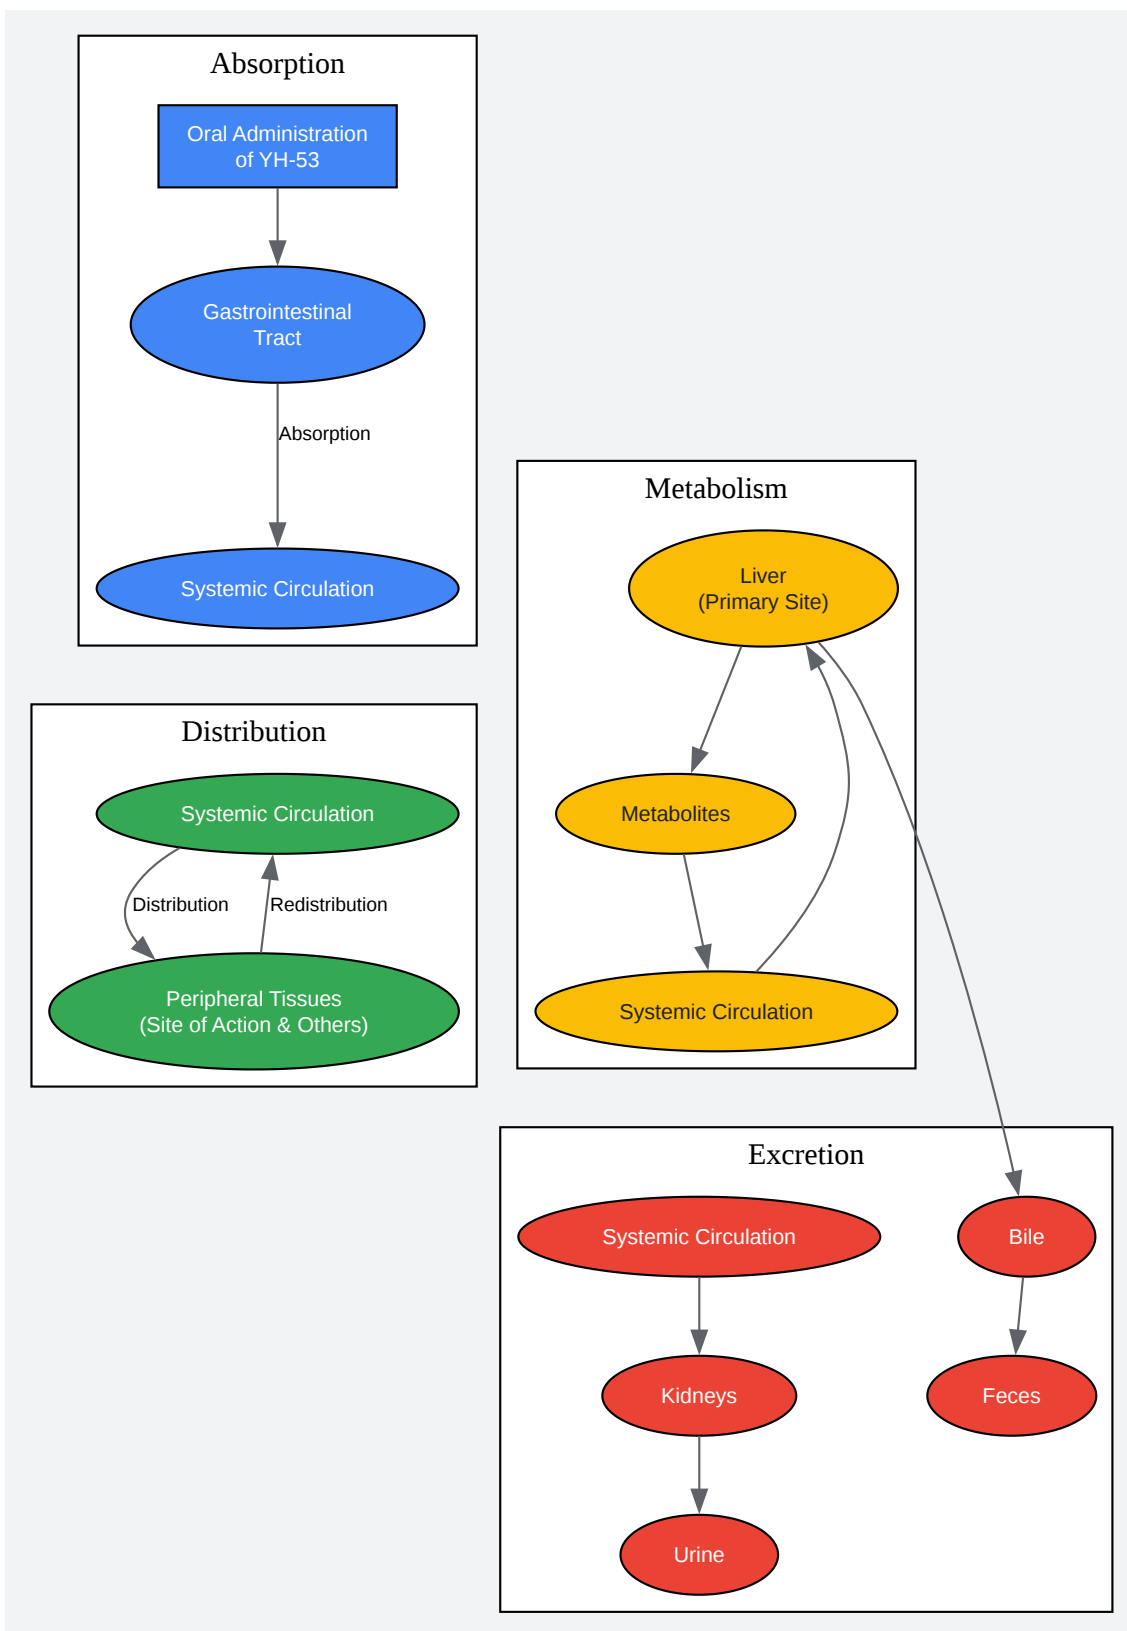 Absorption
Oral Administration
of YH-53
Gastrointestinal
Tract
Absorption
Systemic Circulation
Distribution
Systemic Circulation
Distribution
Redistribution
Peripheral Tissues
(Site of Action & Others)
Metabolism
Liver
(Primary Site)
Metabolites
Systemic Circulation
Excretion
Systemic Circulation
Bile
Kidneys
Feces
Urine